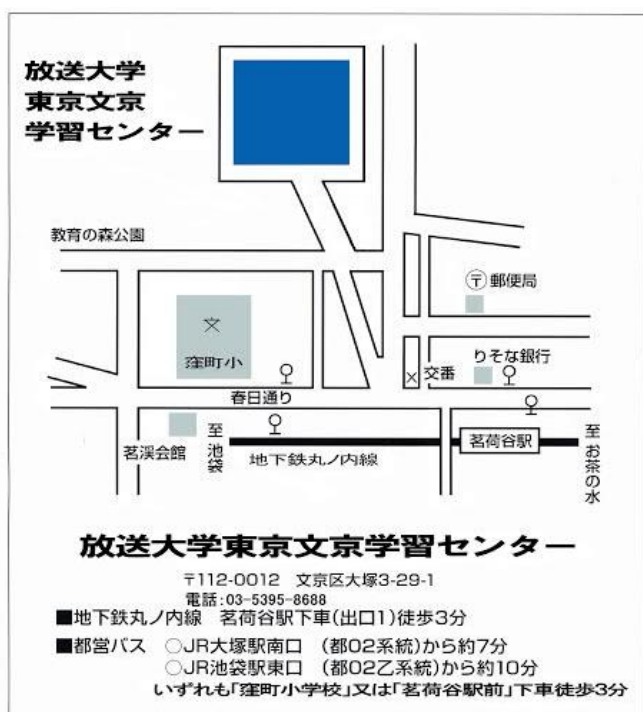 放送大学
東京文京
学習センター
教育の森公園
〒郵便局
文
窪町小
りそな銀行
交番
春日通り
茗渓会館
至池袋
地下鉄丸ノ内線
茗荷谷駅
至お茶の水
放送大学東京文京学習センター
〒112-0012 文京区大塚3-29-1
電話:03-5395-8688
■地下鉄丸ノ内線 茗荷谷駅下車(出口1)徒歩3分
■都営バス ○JR大塚駅南口 (都02系統)から約7分
○JR池袋駅東口 (都02乙系統)から約10分
いずれも「窪町小学校」又は「茗荷谷駅前」下車徒歩3分